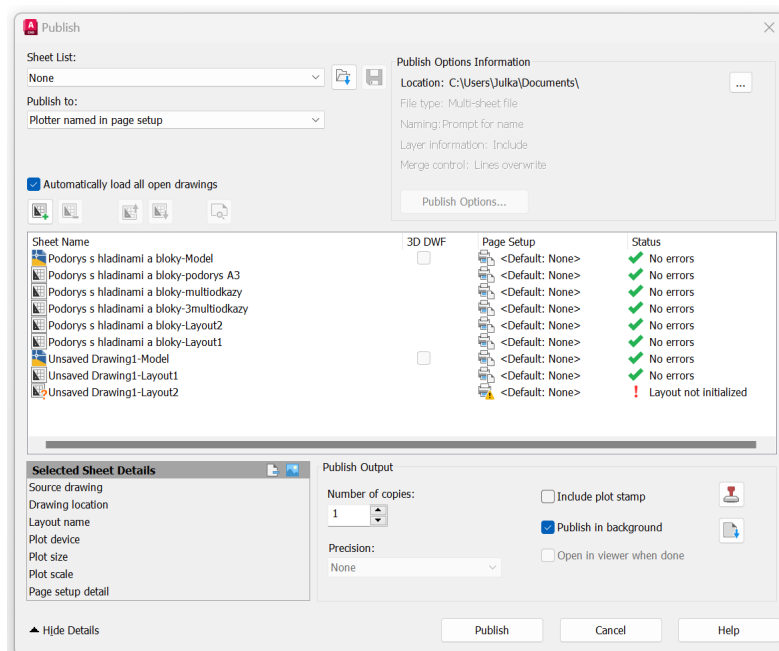 Publish
Sheet List:
None
Publish to:
Plotter named in page setup
Automatically load all open drawings
Publish Options Information
Location: C:\Users\Julka\Documents\
...
File type: Multi-sheet file
Naming: Prompt for name
Layer information: Include
Merge control: Lines overwrite
Publish Options...
Sheet Name 3D DWF Page Setup Status
Podorys s hladinami a bloky-Model <Default: None> No errors
Podorys s hladinami a bloky-podorys A3 <Default: None> No errors
Podorys s hladinami a bloky-multiodkazy <Default: None> No errors
Podorys s hladinami a bloky-3multiodkazy <Default: None> No errors
Podorys s hladinami a bloky-Layout2 <Default: None> No errors
Podorys s hladinami a bloky-Layout1 <Default: None> No errors
Unsaved Drawing1-Model <Default: None> No errors
Unsaved Drawing1-Layout1 <Default: None> No errors
Unsaved Drawing1-Layout2 <Default: None> Layout not initialized
Selected Sheet Details
Source drawing
Drawing location
Layout name
Plot device
Plot size
Plot scale
Page setup detail
Publish Output
Number of copies:
1
Precision:
None
Include plot stamp
Publish in background
Open in viewer when done
Hide Details
Publish Cancel Help